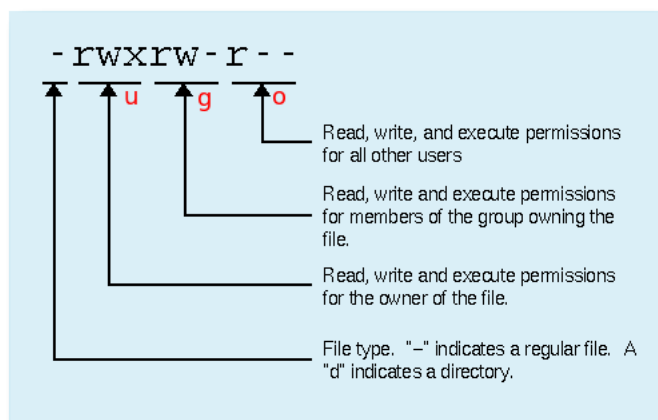 -rwxrw-r--
u g o
Read, write, and execute permissions
for all other users
Read, write and execute permissions
for members of the group owning the
file.
Read, write and execute permissions
for the owner of the file.
File type. "–" indicates a regular file. A
"d" indicates a directory.